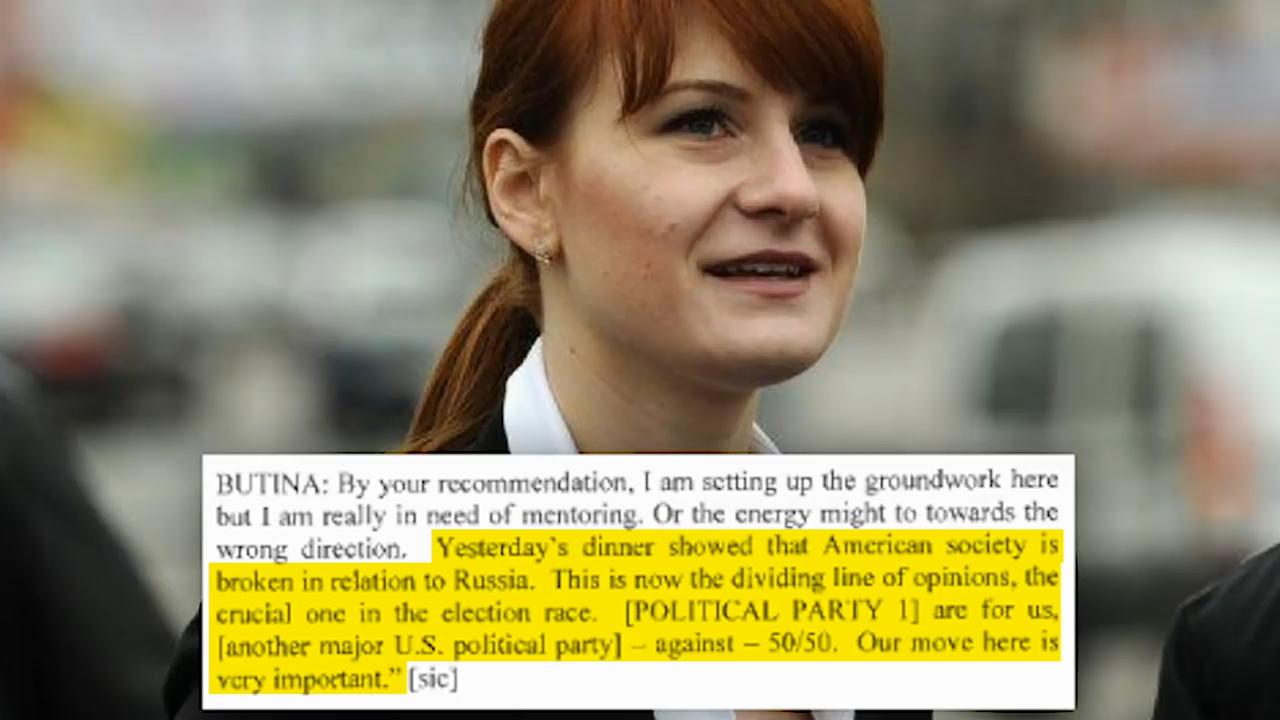 BUTINA: By your recommendation, I am setting up the groundwork here
but I am really in need of mentoring. Or the energy might to towards the
wrong direction. Yesterday's dinner showed that American society is
broken in relation to Russia. This is now the dividing line of opinions, the
crucial one in the election race. [POLITICAL PARTY 1] are for us,
[another major U.S. political party] – against – 50/50. Our move here is
very important.” [sic]